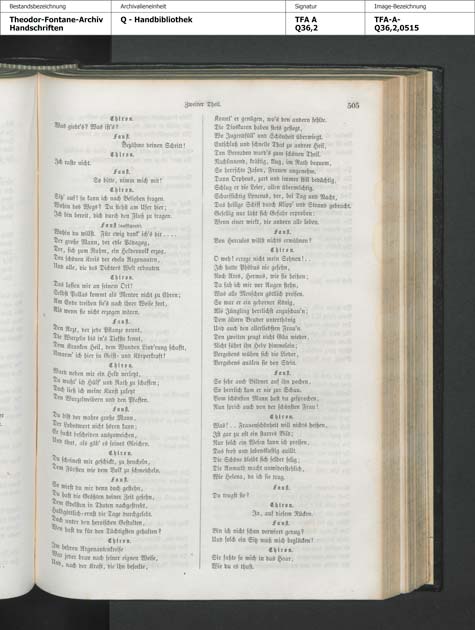 Bestandsbezeichnung
Theodor-Fontane-Archiv
Handschriften
Archivalieneinheit
Q - Handbibliothek
Signatur
TFA A
Q36,2
Image-Bezeichnung
TFA-A-
Q36,2,0515
Zweiter Theil.
505
Chiron.
Was giebt's? Was ist's?
Faust.
Bezähme deinen Schritt!
Chiron.
Ich raste nicht.
Faust.
So bitte, nimm mich mit!
Chiron.
Sitz' auf! so kann ich nach Belieben fragen.
Wohin des Wegs? Du stehst am Ufer hier;
Ich bin bereit, dich durch den Fluß zu tragen.
Faust (aufsitzend).
Wohin du willst. Für ewig dank' ich's dir....
Der große Mann, der edle Pädagog,
Der, sich zum Ruhm, ein Heldenvolk erzog,
Den schönen Kreis der edeln Argonauten,
Und alle, die des Dichters Welt erbauten
Chiron.
Das lassen wir an seinem Ort!
Selbst Pallas kommt als Mentor nicht zu Ehren;
Am Ende treiben sie's nach ihrer Weise fort,
Als wenn sie nicht erzogen wären.
Faust.
Den Arzt, der jede Pflanze nennt,
Die Wurzeln bis in's Tiefste kennt,
Dem Kranken Heil, dem Wunden Lind'rung schafft,
Umarm' ich hier in Geist- und Körperkraft!
Chiron.
Ward neben mir ein Held verletzt,
Da wußt' ich Hülf' und Rath zu schaffen;
Doch ließ ich meine Kunst zuletzt
Den Wurzelweibern und den Pfaffen.
Faust.
Du bist der wahre große Mann,
Der Lobeswort nicht hören kann;
Er sucht bescheiden auszuweichen,
Und thut, als gäb' es seines Gleichen.
Chiron.
Du scheinest mir geschickt, zu heucheln,
Dem Fürsten wie dem Volk zu schmeicheln.
Faust.
So wirst du mir denn doch gestehn,
Du hast die Größten deiner Zeit gesehn,
Dem Edelsten in Thaten nachgestrebt,
Halbgöttlich-ernst die Tage durchgelebt.
Doch unter den heroischen Gestalten,
Wen hast du für den Tüchtigsten gehalten?
Chiron.
Im hehren Argonautenkreise
War jeder brav nach seiner eignen Weise,
Und, nach der Kraft, die ihn beseelte,
Konnt' er genügen, wo's den andern fehlte.
Die Dioskuren haben stets gesiegt,
Wo Jugendfüll' und Schönheit überwiegt.
Entschluß und schnelle That zu andrer Heil,
Den Boreaden ward's zum schönen Theil.
Nachsinnend, kräftig, klug, im Rath bequem,
So herrschte Jason, Frauen angenehm.
Dann Orpheus, zart und immer still bedächtig,
Schlug er die Leier, allen übermächtig.
Scharfsichtig Lynceus, der, bei Tag und Nacht,
Das heilige Schiff durch Klipp' und Strand gebracht.
Gesellig nur läßt sich Gefahr erproben:
Wenn einer wirkt, die andern alle loben.
Faust.
Von Herculus willst nichts erwähnen?
Chiron.
O weh! errege nicht mein Sehnen!..
Ich hatte Phöbus nie gesehn,
Noch Ares, Hermes, wie sie heißen;
Da sah ich mir vor Augen stehn,
Was alle Menschen göttlich preisen.
So war er ein geborner König,
Als Jüngling herrlichst anzuschau'n;
Dem ältern Bruder unterthänig
Und auch den allerliebsten Frau'n
Den zweiten zeugt nicht Gäa wieder,
Nicht führt ihn Hebe himmelein;
Vergebens mühen sich die Lieder,
Vergebens quälen sie den Stein.
Faust.
So sehr auch Bildner auf ihn pochen,
So herrlich kam er nie zur Schau.
Vom schönsten Mann hast du gesprochen,
Nun sprich auch von der schönsten Frau!
Chiron.
Was!.. Frauenschönheit will nichts heißen,
Ist gar zu oft ein starres Bild;
Nur solch ein Wesen kann ich preisen,
Das froh und lebenslustig quillt.
Die Schöne bleibt sich selber selig;
Die Anmuth macht unwiderstehlich,
Wie Helena, da ich sie trug.
Faust.
Du trugst sie?
Chiron.
Ja, auf diesem Rücken.
Faust.
Bin ich nicht schon verwirrt genug?
Und solch ein Sitz muß mich beglücken!
Chiron.
Sie faßte so mich in das Haar,
Wie du es thust.